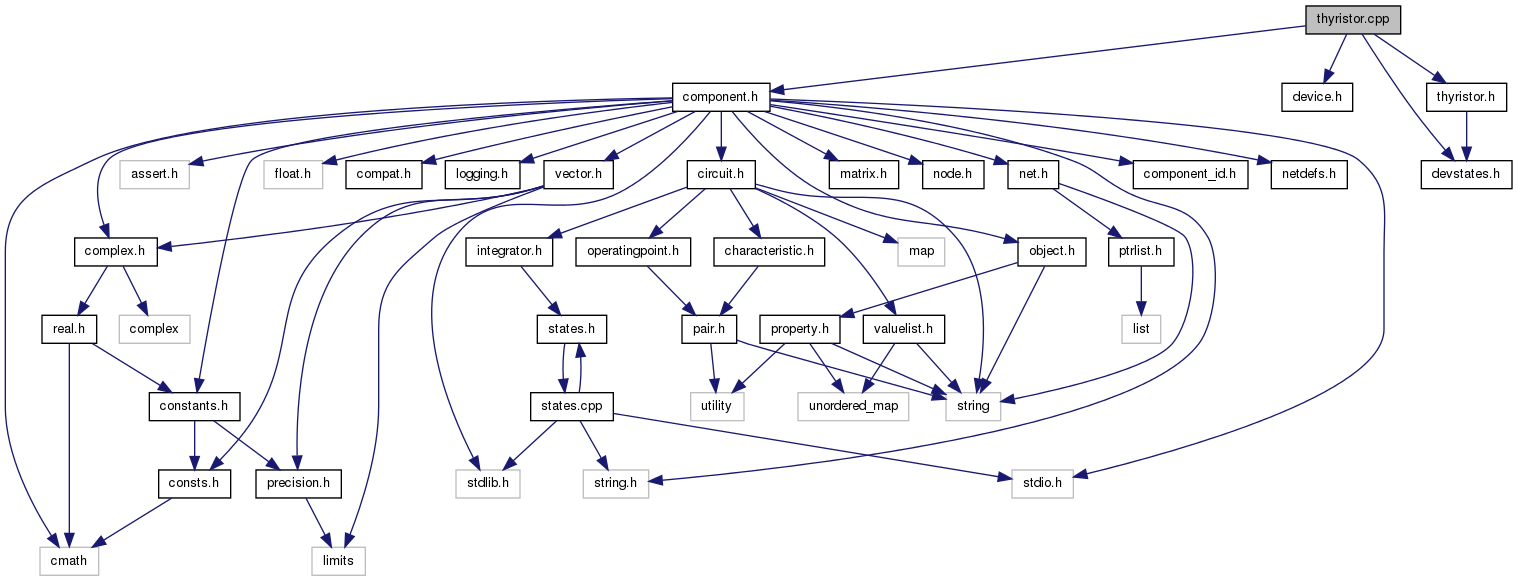 thyristor.cpp
component.h
device.h
thyristor.h
assert.h
float.h
compat.h
logging.h
vector.h
circuit.h
matrix.h
node.h
net.h
component_id.h
netdefs.h
devstates.h
complex.h
integrator.h
operatingpoint.h
characteristic.h
map
object.h
ptrlist.h
real.h
complex
states.h
pair.h
property.h
valuelist.h
list
constants.h
states.cpp
utility
unordered_map
string
consts.h
precision.h
stdlib.h
string.h
stdio.h
cmath
limits